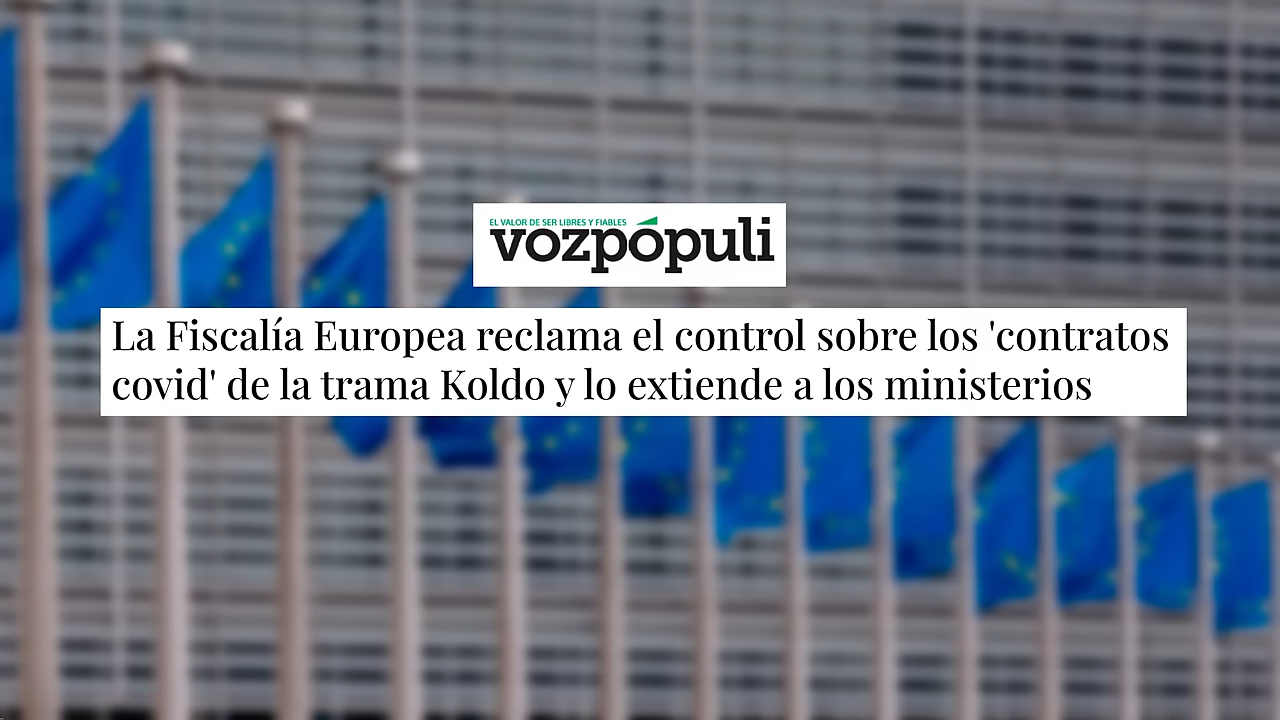 EL VALOR DE SER LIBRES Y FIABLES
vozpópuli
La Fiscalía Europea reclama el control sobre los 'contratos
covid' de la trama Koldo y lo extiende a los ministerios